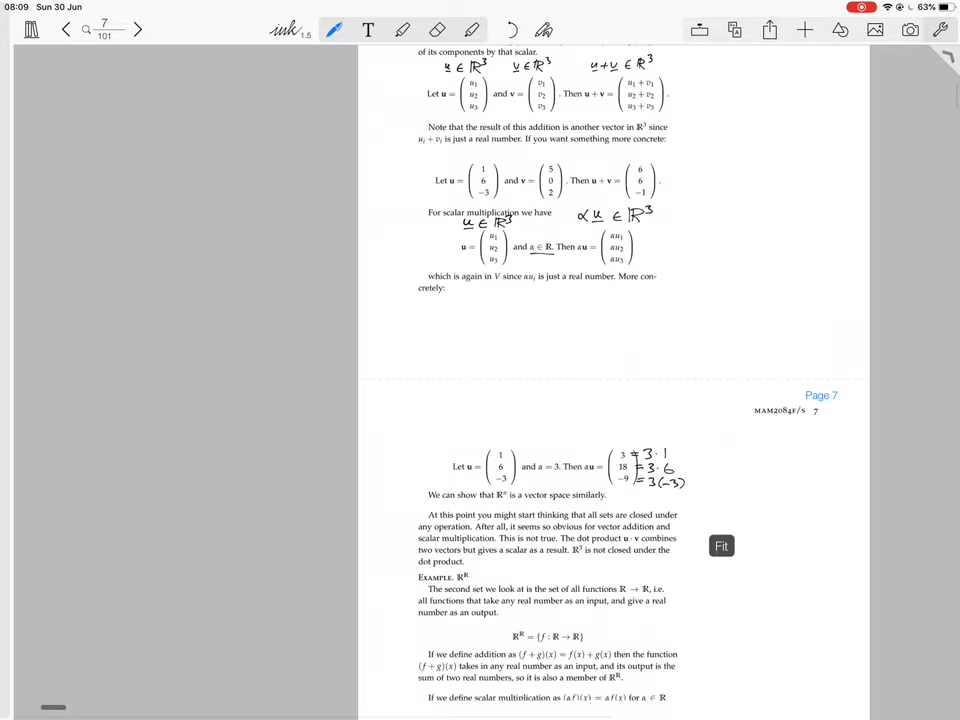 08:09 Sun 30 Jun 63%
7
101
ink 1.5 T
of its components by that scalar.
u ∈ ℝ³ v ∈ ℝ³ u+v ∈ ℝ³
Let u = ( u1 u2 u3 ) and v = ( v1 v2 v3 ) . Then u + v = ( u1 + v1 u2 + v2 u3 + v3 ) .
Note that the result of this addition is another vector in ℝ³ since
ui + vi is just a real number. If you want something more concrete:
Let u = ( 1 6 −3 ) and v = ( 5 0 2 ) . Then u + v = ( 6 6 −1 ) .
For scalar multiplication we have
u ∈ ℝ³ αu ∈ ℝ³
u = ( u1 u2 u3 ) and α ∈ ℝ. Then αu = ( αu1 αu2 αu3 )
which is again in V since αui is just a real number. More con-
cretely:
Page 7
MAM2084F/S 7
Let u = ( 1 6 −3 ) and α = 3. Then αu = ( 3 18 −9 ) = 3·1 = 3·6 = 3(−3)
We can show that ℝⁿ is a vector space similarly.
At this point you might start thinking that all sets are closed under
any operation. After all, it seems so obvious for vector addition and
scalar multiplication. This is not true. The dot product u · v combines
two vectors but gives a scalar as a result. ℝ³ is not closed under the
dot product.
Fit
Example. ℝ^ℝ
The second set we look at is the set of all functions ℝ → ℝ, i.e.
all functions that take any real number as an input, and give a real
number as an output.
ℝ^ℝ = {f : ℝ → ℝ}
If we define addition as (f + g)(x) = f(x) + g(x) then the function
(f + g)(x) takes in any real number as an input, and its output is the
sum of two real numbers, so it is also a member of ℝ^ℝ.
If we define scalar multiplication as (αf)(x) = αf(x) for α ∈ ℝ